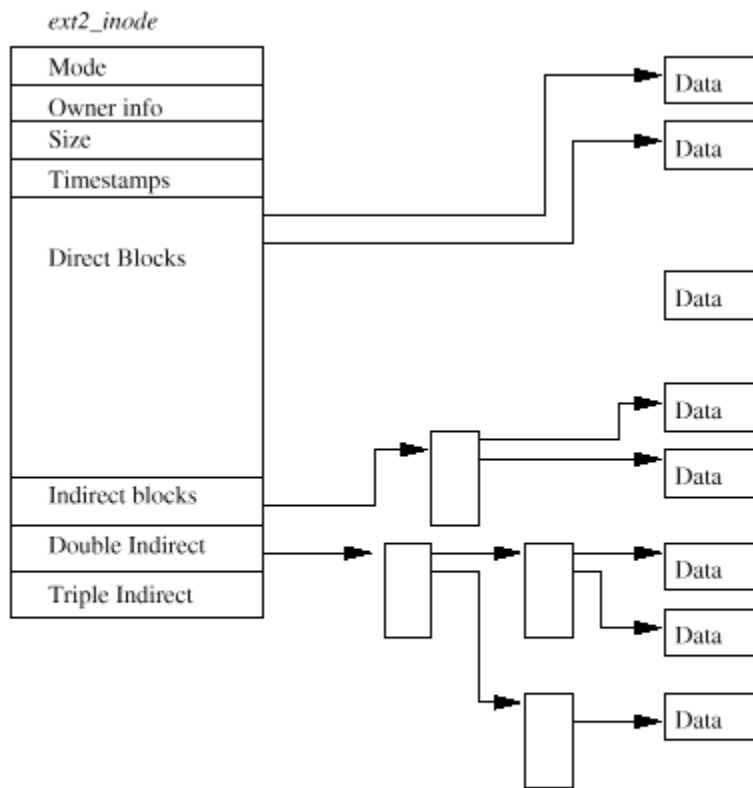 ext2_inode
Mode
Owner info
Size
Timestamps
Direct Blocks
Indirect blocks
Double Indirect
Triple Indirect
Data
Data
Data
Data
Data
Data
Data
Data